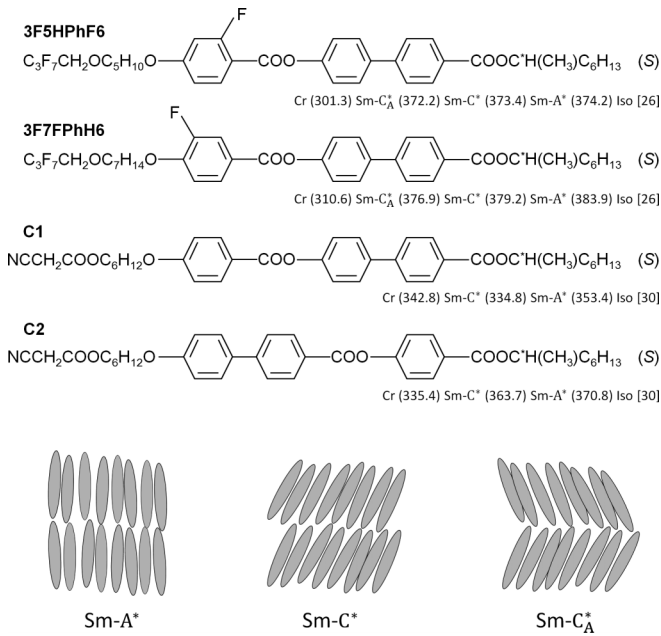 3F5HPhF6
F
C₃F₇CH₂OC₅H₁₀O COO COOC*H(CH₃)C₆H₁₃ (S)
Cr (301.3) Sm-C*A (372.2) Sm-C* (373.4) Sm-A* (374.2) Iso [26]
3F7FPhH6
F
C₃F₇CH₂OC₇H₁₄O COO COOC*H(CH₃)C₆H₁₃ (S)
Cr (310.6) Sm-C*A (376.9) Sm-C* (379.2) Sm-A* (383.9) Iso [26]
C1
NCCH₂COOC₆H₁₂O COO COOC*H(CH₃)C₆H₁₃ (S)
Cr (342.8) Sm-C* (334.8) Sm-A* (353.4) Iso [30]
C2
NCCH₂COOC₆H₁₂O COO COOC*H(CH₃)C₆H₁₃ (S)
Cr (335.4) Sm-C* (363.7) Sm-A* (370.8) Iso [30]
Sm-A* Sm-C* Sm-C*A